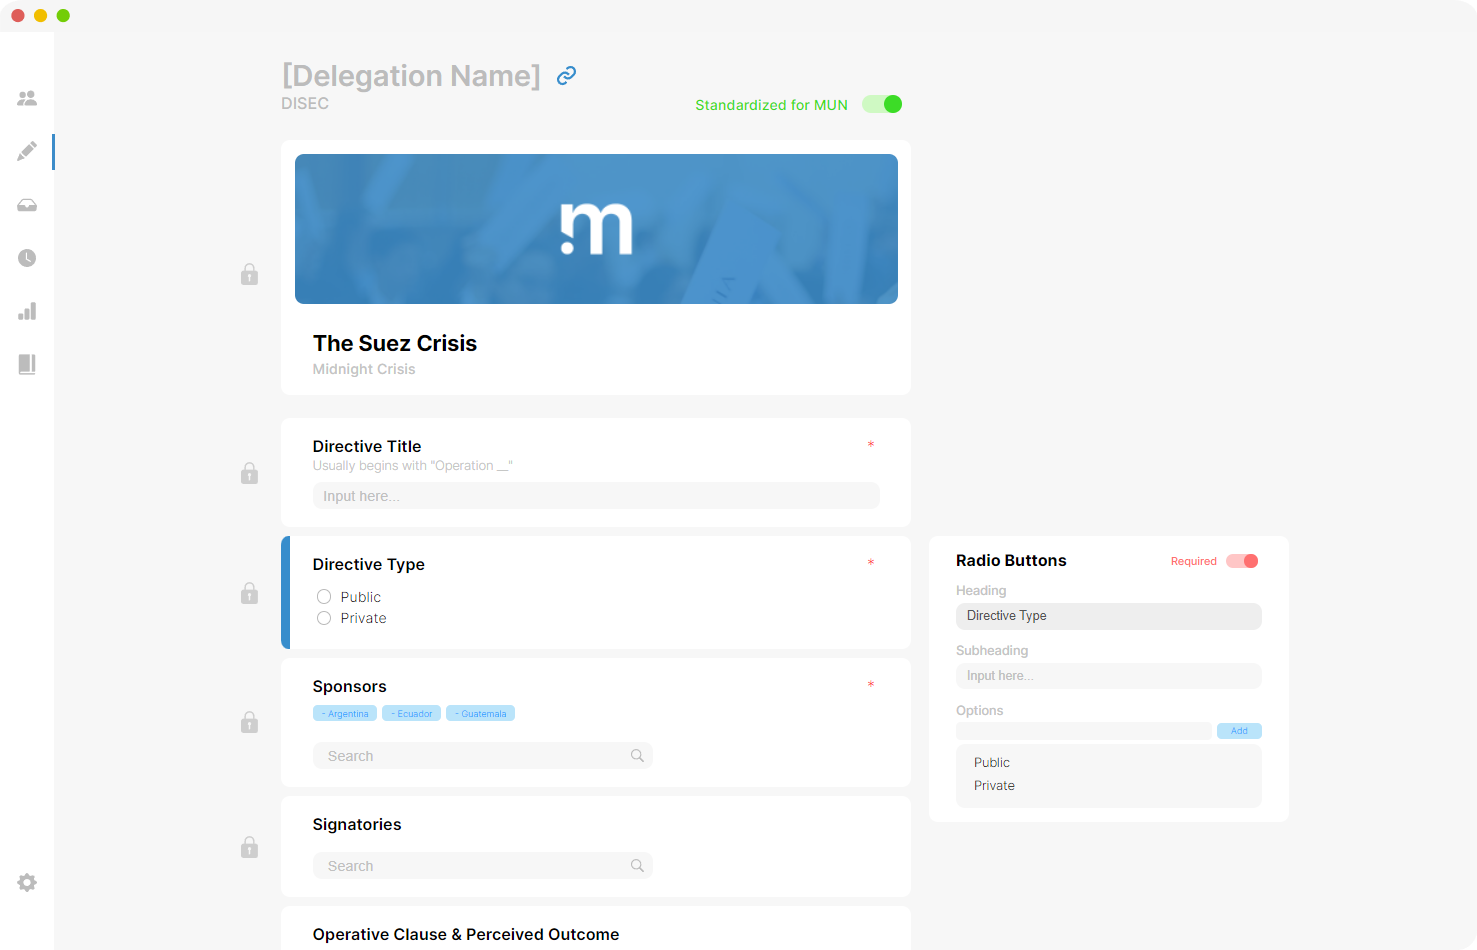 [Delegation Name]
DISEC
Standardized for MUN
m
The Suez Crisis
Midnight Crisis
Directive Title *
Usually begins with "Operation __"
Input here...
Directive Type *
Public
Private
Sponsors *
- Argentina - Ecuador - Guatemala
Search
Signatories
Search
Operative Clause & Perceived Outcome
Radio Buttons Required
Heading
Directive Type
Subheading
Input here...
Options
Add
Public
Private